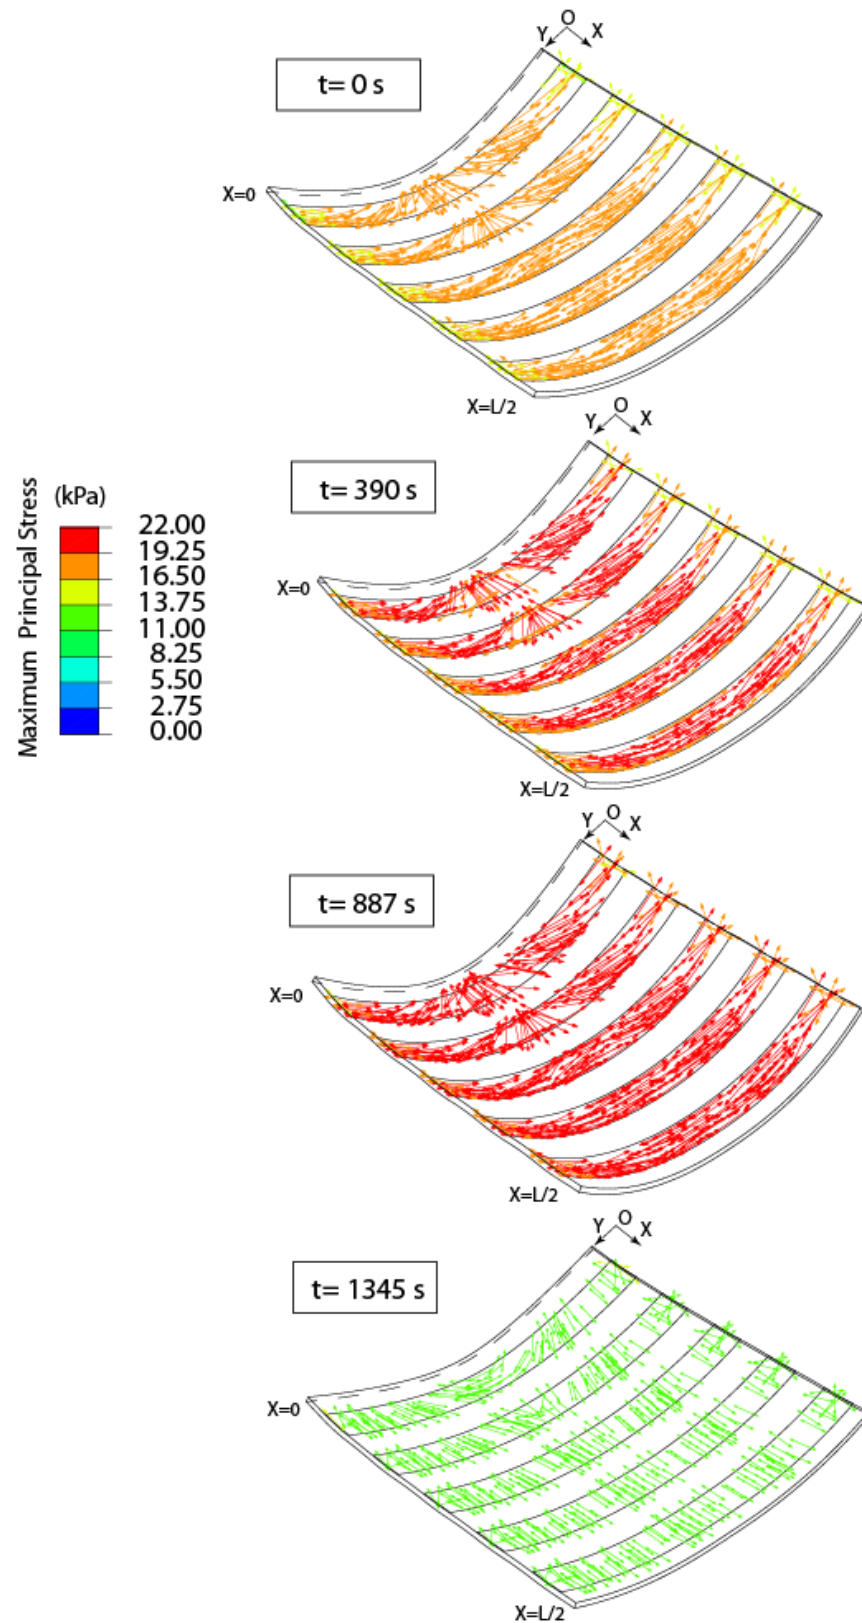 O
Y X
t= 0 s
X=0
X=L/2
O
Y X
t= 390 s
Maximum Principal Stress
(kPa)
22.00
19.25
16.50
13.75
11.00
8.25
5.50
2.75
0.00
X=0
X=L/2
O
Y X
t= 887 s
X=0
X=L/2
O
Y X
t= 1345 s
X=0
X=L/2